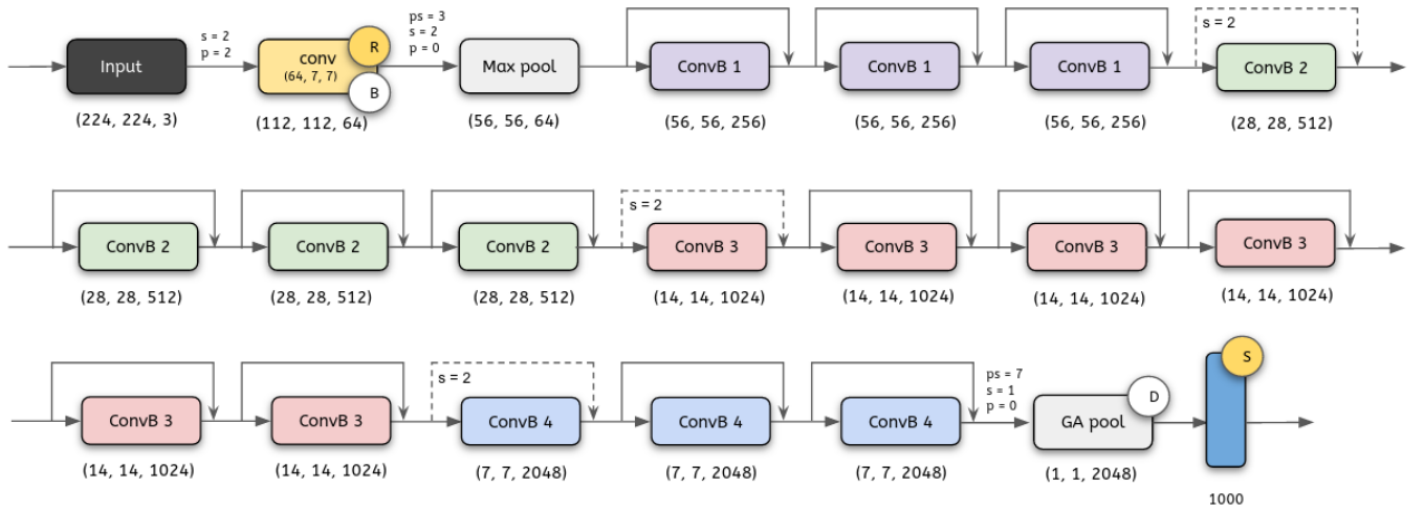 s = 2
p = 2
ps = 3
s = 2
p = 0
s = 2
Input
conv
(64, 7, 7)
R
B
Max pool
ConvB 1
ConvB 1
ConvB 1
ConvB 2
(224, 224, 3)
(112, 112, 64)
(56, 56, 64)
(56, 56, 256)
(56, 56, 256)
(56, 56, 256)
(28, 28, 512)
s = 2
ConvB 2
ConvB 2
ConvB 2
ConvB 3
ConvB 3
ConvB 3
ConvB 3
(28, 28, 512)
(28, 28, 512)
(28, 28, 512)
(14, 14, 1024)
(14, 14, 1024)
(14, 14, 1024)
(14, 14, 1024)
s = 2
ps = 7
s = 1
p = 0
ConvB 3
ConvB 3
ConvB 4
ConvB 4
ConvB 4
GA pool
D
S
(14, 14, 1024)
(14, 14, 1024)
(7, 7, 2048)
(7, 7, 2048)
(7, 7, 2048)
(1, 1, 2048)
1000